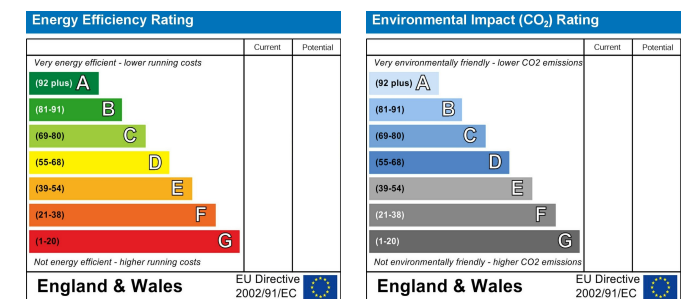 Energy Efficiency Rating
Current Potential
Very energy efficient - lower running costs
(92 plus) A
(81-91) B
(69-80) C
(55-68) D
(39-54) E
(21-38) F
(1-20) G
Not energy efficient - higher running costs
England & Wales
EU Directive
2002/91/EC
Environmental Impact (CO₂) Rating
Current Potential
Very environmentally friendly - lower CO2 emissions
(92 plus) A
(81-91) B
(69-80) C
(55-68) D
(39-54) E
(21-38) F
(1-20) G
Not environmentally friendly - higher CO2 emissions
England & Wales
EU Directive
2002/91/EC